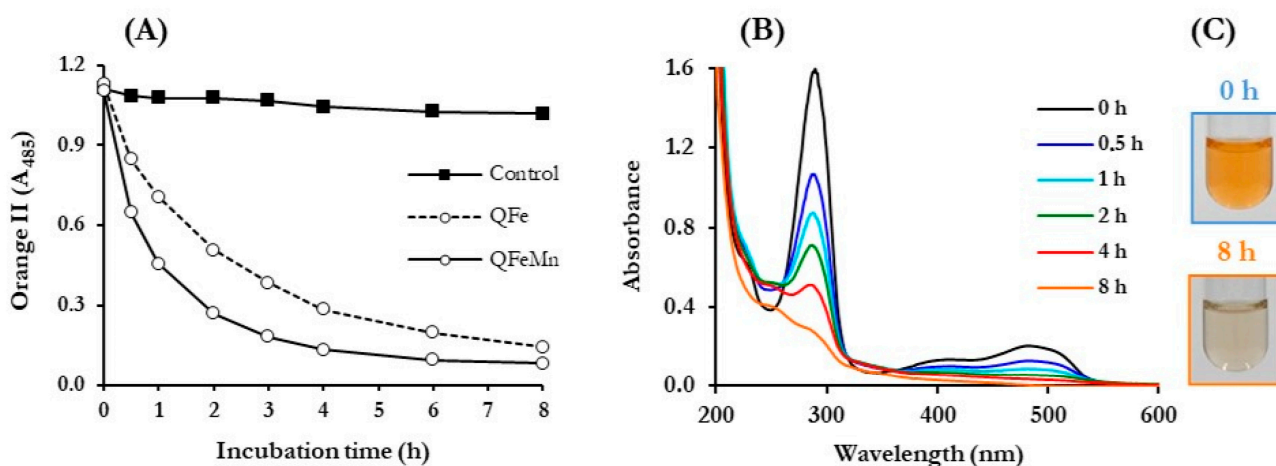 (A)
Orange II (A485)
1.2
0.9
0.6
0.3
0.0
0 1 2 3 4 5 6 7 8
Incubation time (h)
Control
QFe
QFeMn
(B)
Absorbance
1.6
1.2
0.8
0.4
0.0
200 300 400 500 600
Wavelength (nm)
0 h
0.5 h
1 h
2 h
4 h
8 h
(C)
0 h
8 h